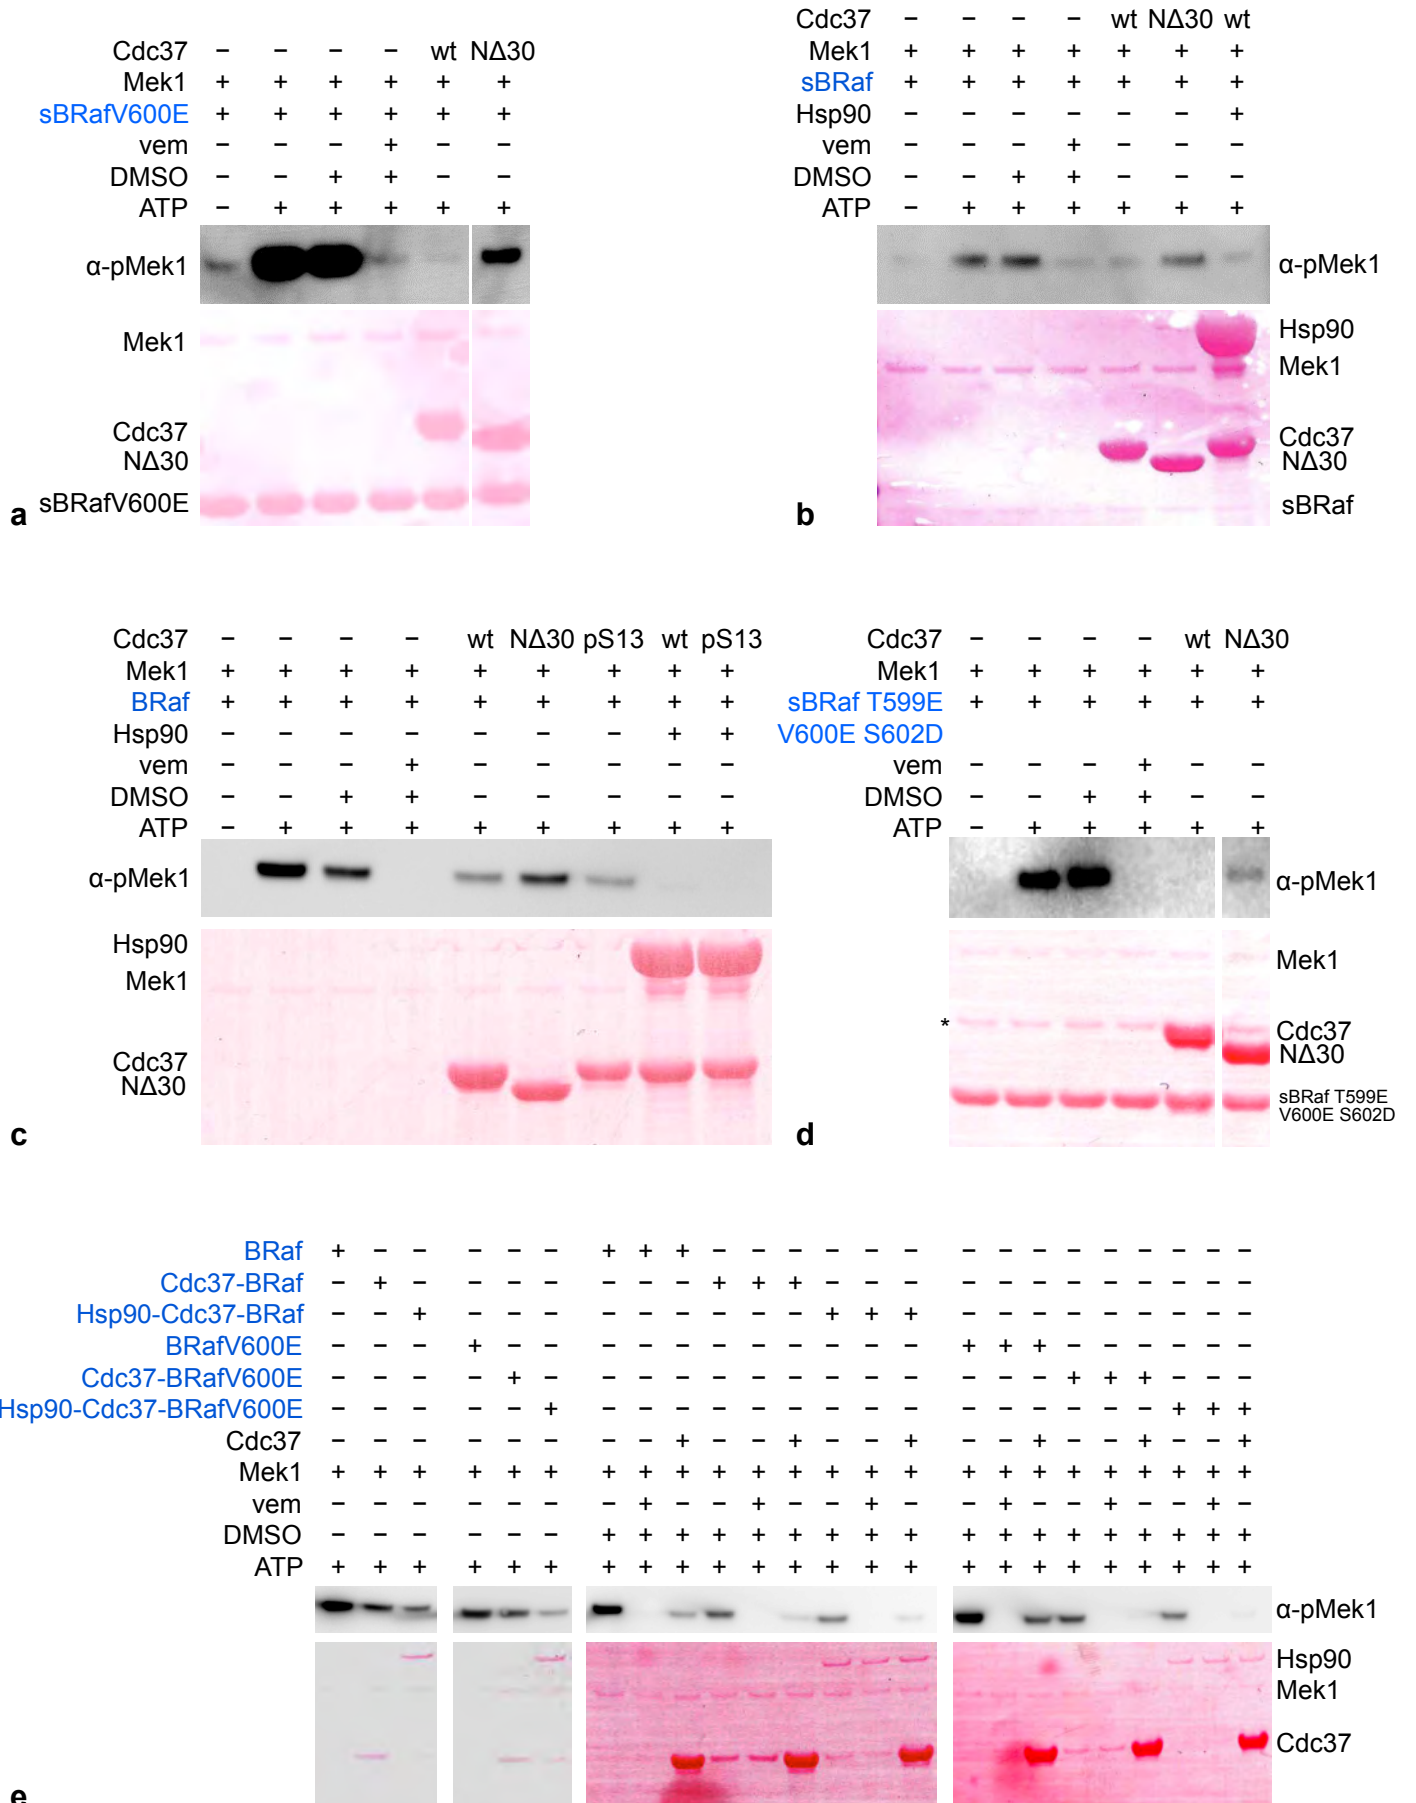 Cdc37 − − − − wt NΔ30
Mek1 + + + + + +
sBRafV600E + + + + + +
vem − − − + − −
DMSO − − + + − −
ATP − + + + + +
α-pMek1
Mek1
Cdc37
NΔ30
sBRafV600E
a
Cdc37 − − − − wt NΔ30 wt
Mek1 + + + + + + +
sBRaf + + + + + + +
Hsp90 − − − − − − +
vem − − − + − − −
DMSO − − + + − − −
ATP − + + + + + +
α-pMek1
Hsp90
Mek1
Cdc37
NΔ30
sBRaf
b
Cdc37 − − − − wt NΔ30 pS13 wt pS13
Mek1 + + + + + + + + +
BRaf + + + + + + + + +
Hsp90 − − − − − − − + +
vem − − − + − − − − −
DMSO − − + + − − − − −
ATP − + + + + + + + +
α-pMek1
Hsp90
Mek1
Cdc37
NΔ30
c
Cdc37 − − − − wt NΔ30
Mek1 + + + + + +
sBRaf T599E + + + + + +
V600E S602D
vem − − − + − −
DMSO − − + + − −
ATP − + + + + +
α-pMek1
Mek1
*
Cdc37
NΔ30
sBRaf T599E
V600E S602D
d
BRaf + − − − − − + + + − − − − − − − − − − − − − − −
Cdc37-BRaf − + − − − − − − − + + + − − − − − − − − − − − −
Hsp90-Cdc37-BRaf − − + − − − − − − − − − + + + − − − − − − − − −
BRafV600E − − − + − − − − − − − − − − − + + + − − − − − −
Cdc37-BRafV600E − − − − + − − − − − − − − − − − − − + + + − − −
Hsp90-Cdc37-BRafV600E − − − − − + − − − − − − − − − − − − − − − + + +
Cdc37 − − − − − − − − + − − + − − + − − + − − + − − +
Mek1 + + + + + + + + + + + + + + + + + + + + + + + +
vem − − − − − − − + − − + − − + − − + − − + − − + −
DMSO − − − − − − + + + + + + + + + + + + + + + + + +
ATP + + + + + + + + + + + + + + + + + + + + + + + +
α-pMek1
Hsp90
Mek1
Cdc37
e